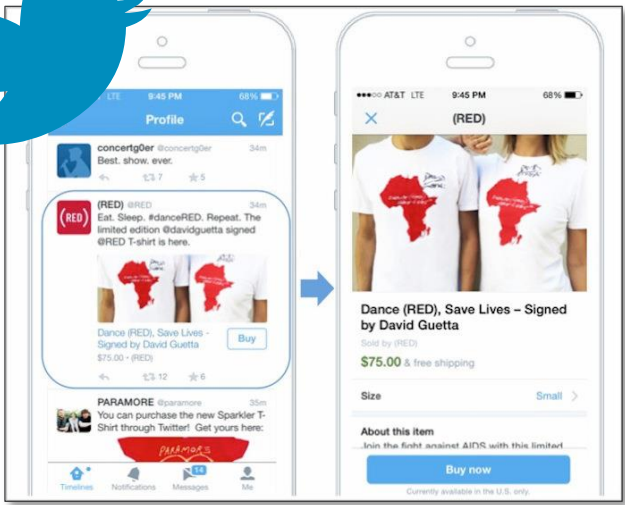 LTE 9:45 PM 68%
Profile
concertg0er @concertg0er 34m
Best. show. ever.
7 5
(RED) (RED) @RED 34m
Eat. Sleep. #danceRED. Repeat. The
limited edition @davidguetta signed
@RED T-shirt is here.
Dance (RED), Save Lives -
Signed by David Guetta
Buy
$75.00 · (RED)
12 6
PARAMORE @paramore 35m
You can purchase the new Sparkler T-
Shirt through Twitter! Get yours here:
PARAMORE
14
Timelines Notifications Messages Me
AT&T LTE 9:45 PM 68%
(RED)
Dance (RED), Save Lives – Signed
by David Guetta
Sold by (RED)
$75.00 & free shipping
Size Small
About this item
Join the fight against AIDS with this limited
Buy now
Currently available in the U.S. only.